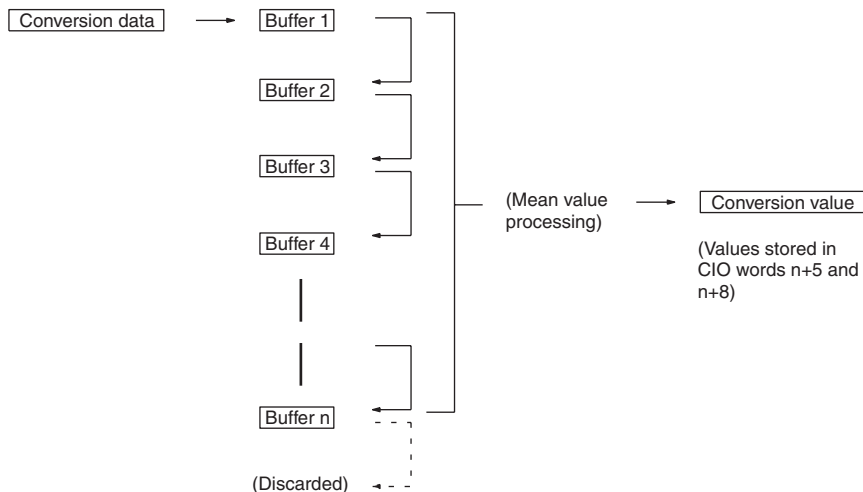 Conversion data
Buffer 1
Buffer 2
Buffer 3
Buffer 4
Buffer n
(Discarded)
(Mean value
processing)
Conversion value
(Values stored in
CIO words n+5 and
n+8)